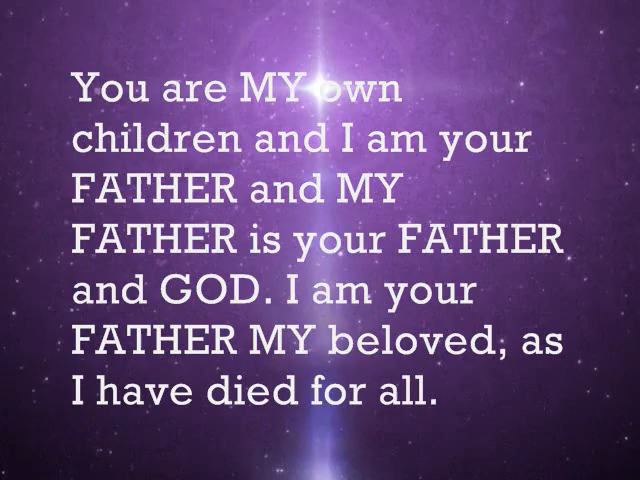 You are MY own
children and I am your
FATHER and MY
FATHER is your FATHER
and GOD. I am your
FATHER MY beloved, as
I have died for all.